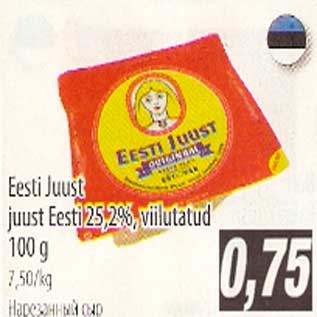 EESTI JUUST
ORIGINAAL
Eesti Juust
juust Eesti 25,2%, viilutatud
100 g
7,50/kg
Нарезанный сыр
0,75